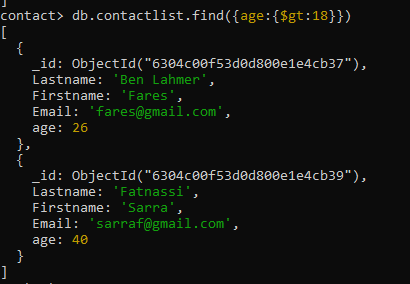 ]
contact> db.contactlist.find({age:{$gt:18}})
[
  {
    _id: ObjectId("6304c00f53d0d800e1e4cb37"),
    Lastname: 'Ben Lahmer',
    Firstname: 'Fares',
    Email: 'fares@gmail.com',
    age: 26
  },
  {
    _id: ObjectId("6304c00f53d0d800e1e4cb39"),
    Lastname: 'Fatnassi',
    Firstname: 'Sarra',
    Email: 'sarraf@gmail.com',
    age: 40
  }
]